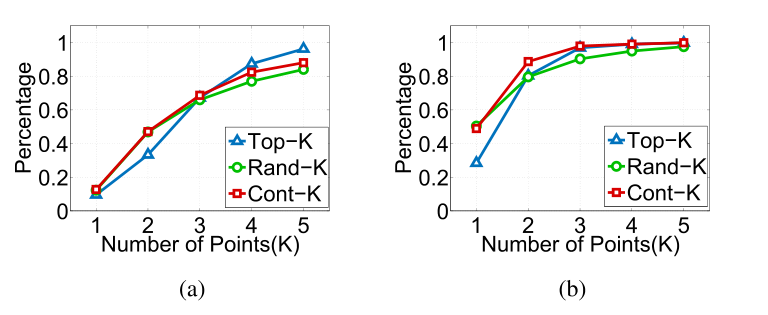 Percentage
1
0.8
0.6
0.4
0.2
0
Top−K
Rand−K
Cont−K
1 2 3 4 5
Number of Points(K)
(a)
Percentage
1
0.8
0.6
0.4
0.2
0
Top−K
Rand−K
Cont−K
1 2 3 4 5
Number of Points(K)
(b)